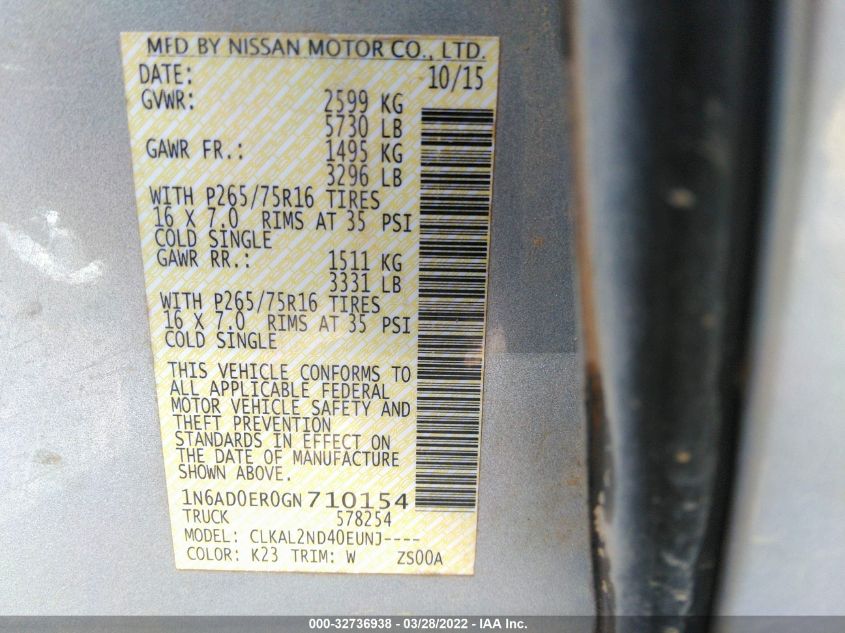 MFD BY NISSAN MOTOR CO., LTD.
DATE: 10/15
GVWR: 2599 KG
5730 LB
GAWR FR.: 1495 KG
3296 LB
WITH P265/75R16 TIRES
16 X 7.0 RIMS AT 35 PSI
COLD SINGLE
GAWR RR.: 1511 KG
3331 LB
WITH P265/75R16 TIRES
16 X 7.0 RIMS AT 35 PSI
COLD SINGLE
THIS VEHICLE CONFORMS TO
ALL APPLICABLE FEDERAL
MOTOR VEHICLE SAFETY AND
THEFT PREVENTION
STANDARDS IN EFFECT ON
THE DATE OF MANUFACTURE
SHOWN ABOVE.
1N6AD0ER0GN710154
TRUCK 578254
MODEL: CLKAL2ND40EUNJ----
COLOR: K23 TRIM: W ZS00A
000-32736938 - 03/28/2022 - IAA Inc.